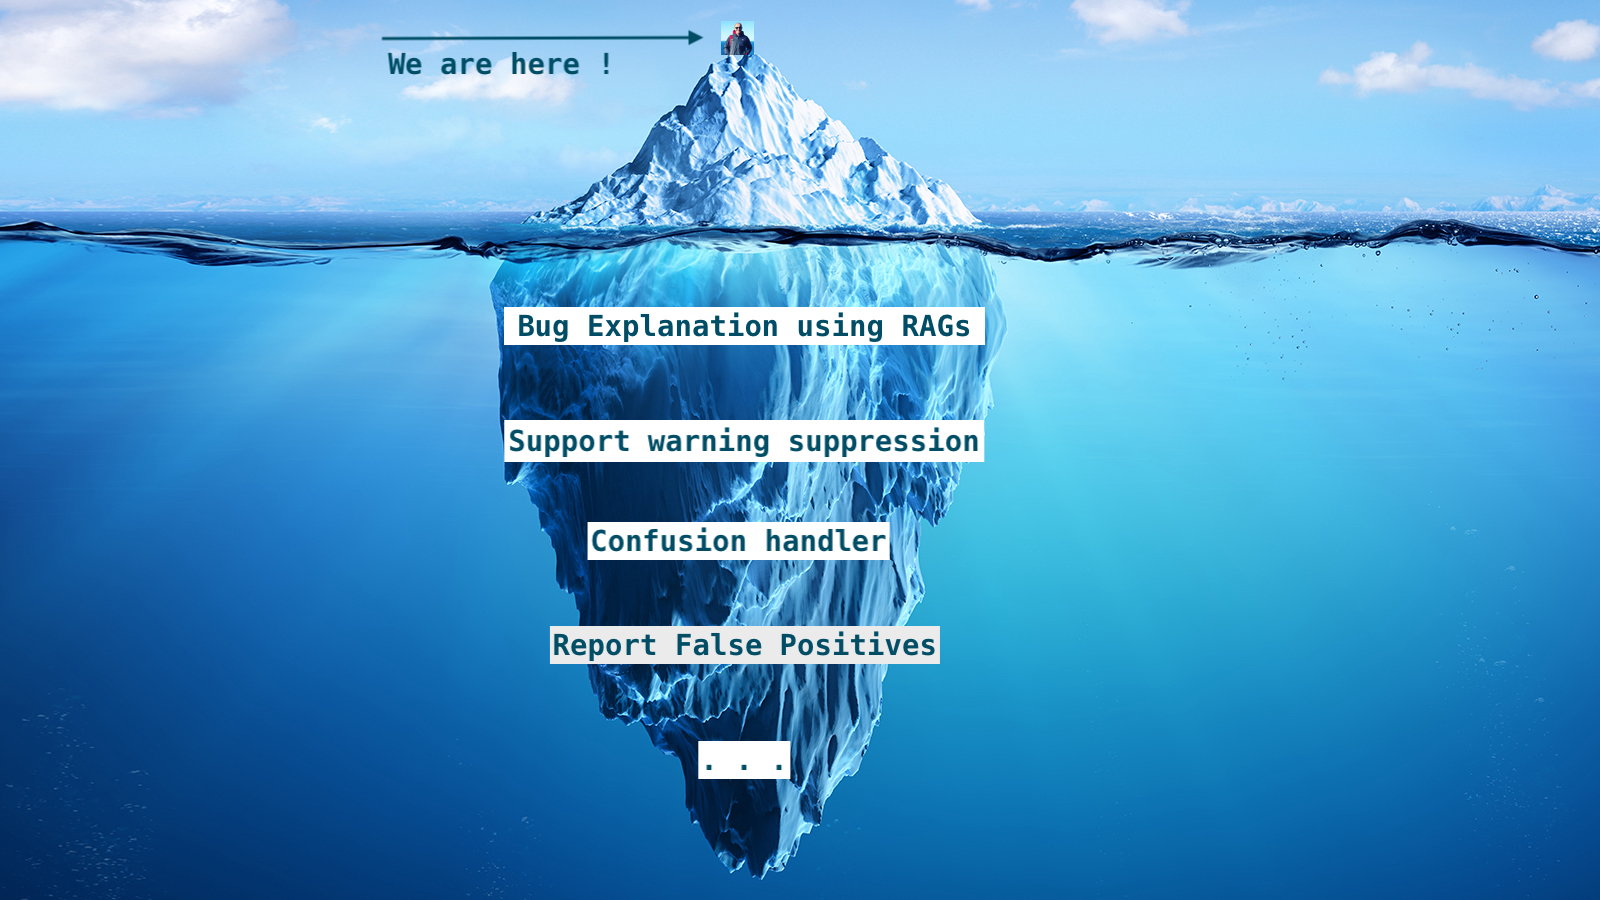 We are here !
Bug Explanation using RAGs
Support warning suppression
Confusion handler
Report False Positives
. . .